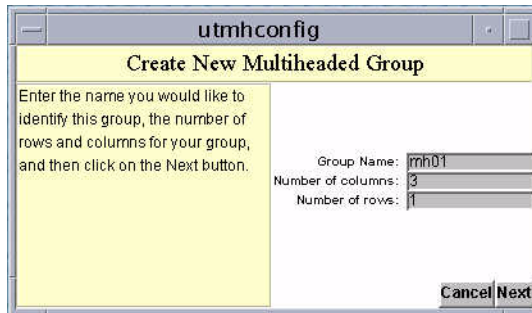 utmhconfig
Create New Multiheaded Group
Enter the name you would like to
identify this group, the number of
rows and columns for your group,
and then click on the Next button.
Group Name: mh01
Number of columns: 3
Number of rows: 1
Cancel Next